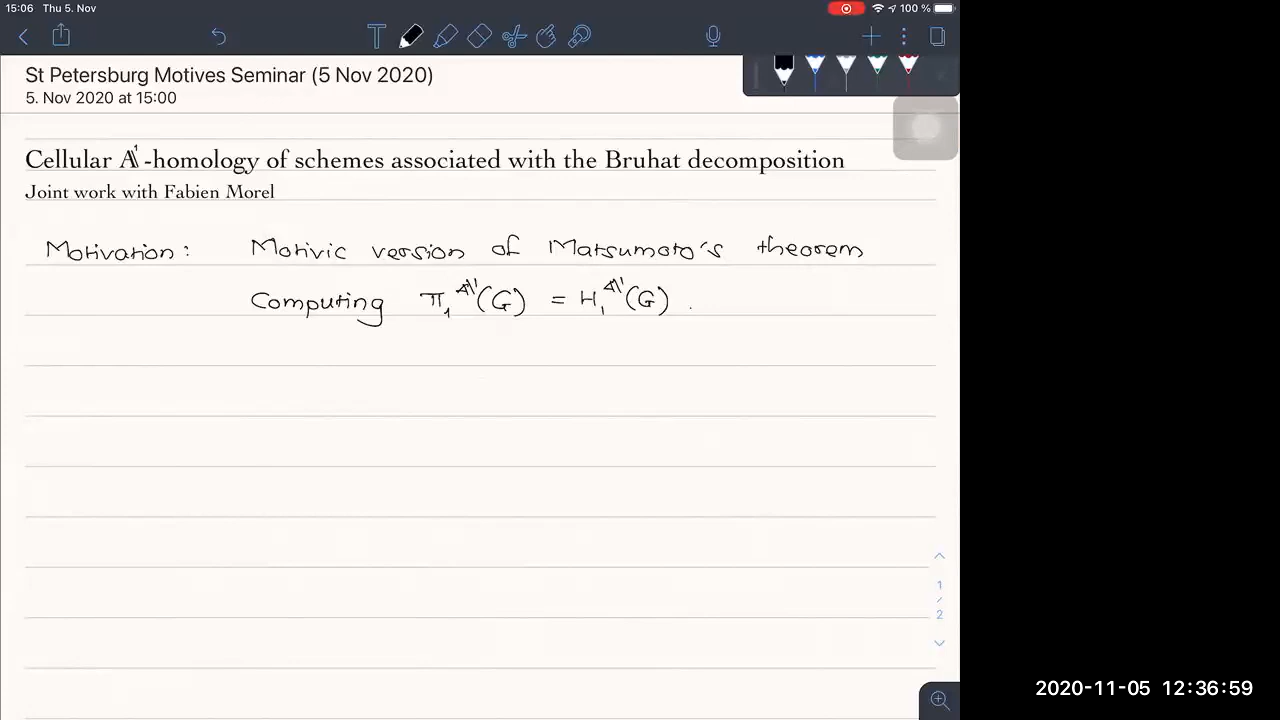 15:06 Thu 5. Nov
100 %
St Petersburg Motives Seminar (5 Nov 2020)
5. Nov 2020 at 15:00
Cellular A¹-homology of schemes associated with the Bruhat decomposition
Joint work with Fabien Morel
Motivation: Motivic version of Matsumoto's theorem
Computing π₁^{𝔸¹}(G) = H₁^{𝔸¹}(G).
1
2
2020-11-05 12:36:59